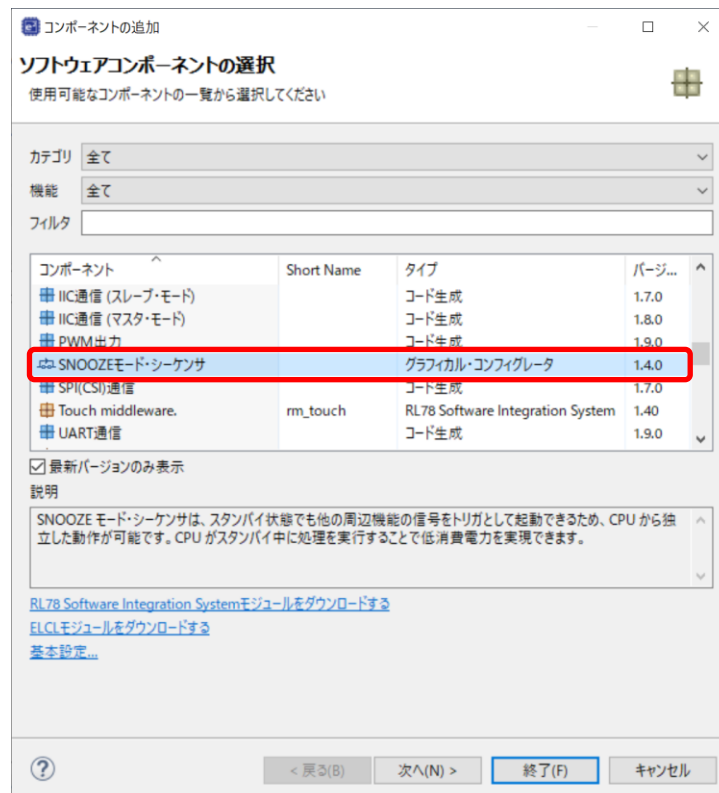 コンポーネントの追加
ソフトウェアコンポーネントの選択
使用可能なコンポーネントの一覧から選択してください
カテゴリ 全て
機能 全て
フィルタ
コンポーネント Short Name タイプ バージ...
IIC通信 (スレーブ・モード) コード生成 1.7.0
IIC通信 (マスタ・モード) コード生成 1.8.0
PWM出力 コード生成 1.9.0
SNOOZEモード・シーケンサ グラフィカル・コンフィグレータ 1.4.0
SPI(CSI)通信 コード生成 1.7.0
Touch middleware. rm_touch RL78 Software Integration System 1.40
UART通信 コード生成 1.9.0
最新バージョンのみ表示
説明
SNOOZE モード・シーケンサは、スタンバイ状態でも他の周辺機能の信号をトリガとして起動できるため、CPU から独
立した動作が可能です。CPU がスタンバイ中に処理を実行することで低消費電力を実現できます。
RL78 Software Integration Systemモジュールをダウンロードする
ELCLモジュールをダウンロードする
基本設定...
? < 戻る(B) 次へ(N) > 終了(F) キャンセル